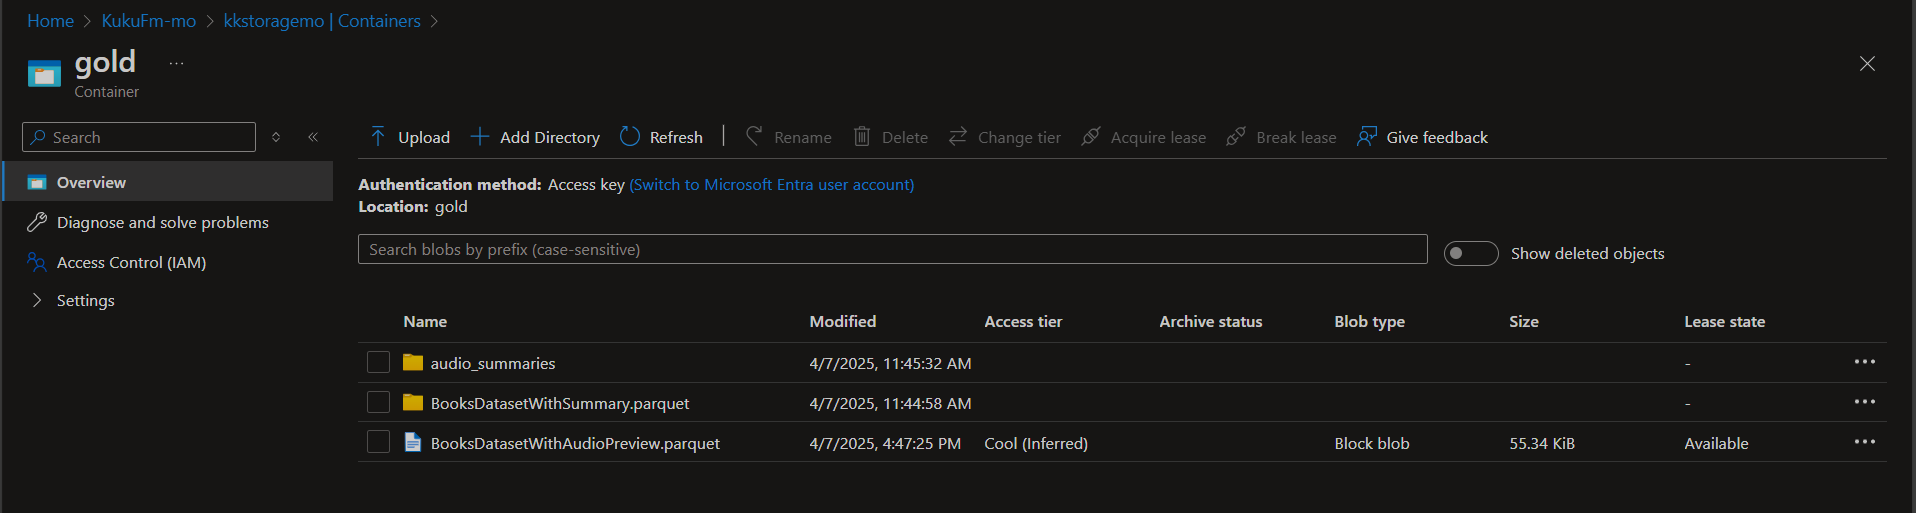 Home > KukuFm-mo > kkstoragemo | Containers >
gold ...
Container
Search
Overview
Diagnose and solve problems
Access Control (IAM)
Settings
Upload Add Directory Refresh Rename Delete Change tier Acquire lease Break lease Give feedback
Authentication method: Access key (Switch to Microsoft Entra user account)
Location: gold
Search blobs by prefix (case-sensitive) Show deleted objects
Name Modified Access tier Archive status Blob type Size Lease state
audio_summaries 4/7/2025, 11:45:32 AM -
BooksDatasetWithSummary.parquet 4/7/2025, 11:44:58 AM -
BooksDatasetWithAudioPreview.parquet 4/7/2025, 4:47:25 PM Cool (Inferred) Block blob 55.34 KiB Available